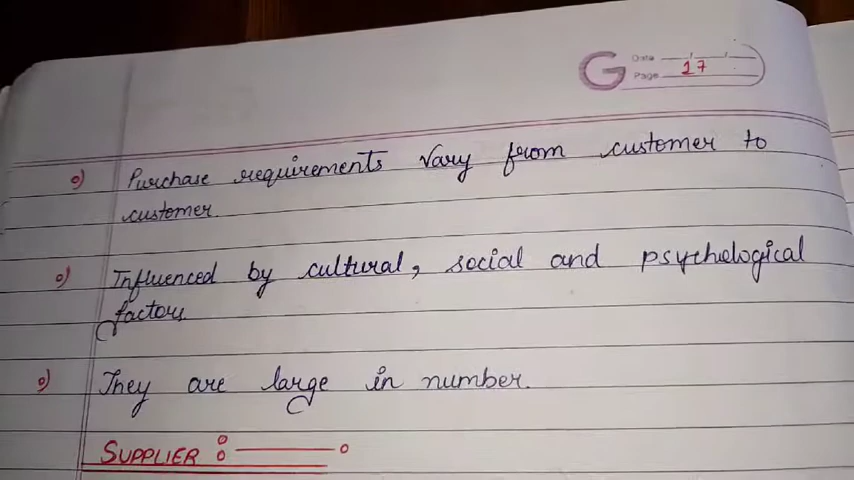 G Date / /
Page 17
o) Purchase requirements vary from customer to
customer.
o) Influenced by cultural, social and psychological
factors.
o) They are large in number.
SUPPLIER :—o